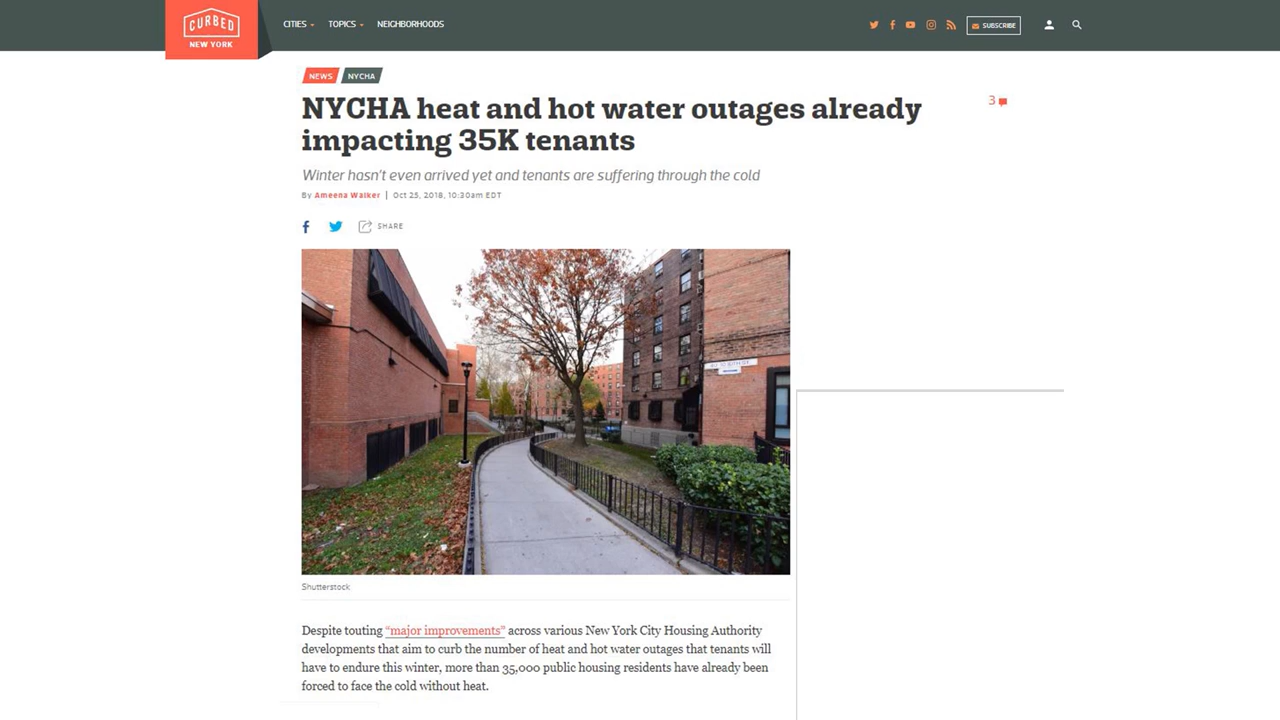 CURBED
NEW YORK
CITIES TOPICS NEIGHBORHOODS
SUBSCRIBE
NEWS NYCHA
NYCHA heat and hot water outages already
impacting 35K tenants
3
Winter hasn't even arrived yet and tenants are suffering through the cold
By Ameena Walker | Oct 25, 2018, 10:30am EDT
SHARE
Shutterstock
Despite touting “major improvements” across various New York City Housing Authority
developments that aim to curb the number of heat and hot water outages that tenants will
have to endure this winter, more than 35,000 public housing residents have already been
forced to face the cold without heat.